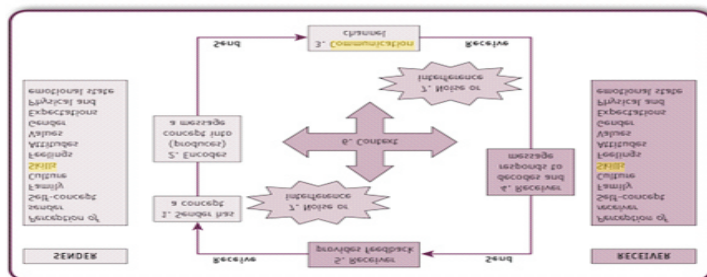 SENDER
Perception of
sender
Self-concept
Family
Culture
Skills
Feelings
Attitudes
Values
Gender
Expectations
Physical and
emotional state
Receive
5. Receiver
provides feedback
Send
1. Sender has
a concept
7. Noise or
interference
2. Encodes
(produces)
concept into
a message
6. Context
4. Receiver
decodes and
responds to
message
7. Noise or
interference
Send
3. Communication
channel
Receive
RECEIVER
Perception of
receiver
Self-concept
Family
Culture
Skills
Feelings
Attitudes
Values
Gender
Expectations
Physical and
emotional state